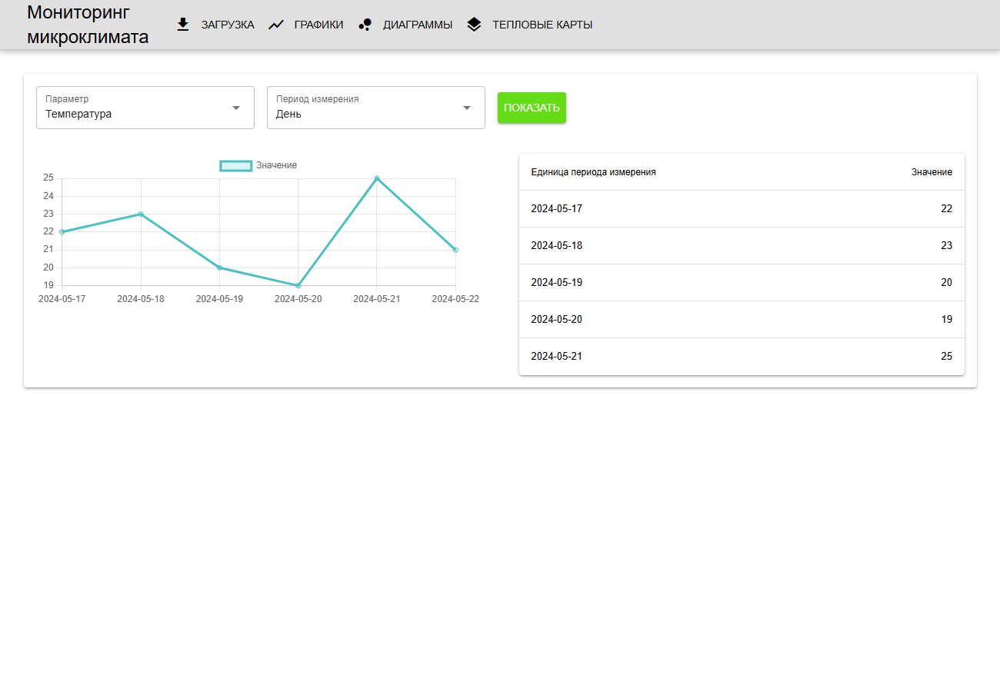 Мониторинг
микроклимата
ЗАГРУЗКА ГРАФИКИ ДИАГРАММЫ ТЕПЛОВЫЕ КАРТЫ
Параметр
Температура
Период измерения
День
ПОКАЗАТЬ
Значение
25
24
23
22
21
20
19
2024-05-17 2024-05-18 2024-05-19 2024-05-20 2024-05-21 2024-05-22
Единица периода измерения Значение
2024-05-17 22
2024-05-18 23
2024-05-19 20
2024-05-20 19
2024-05-21 25